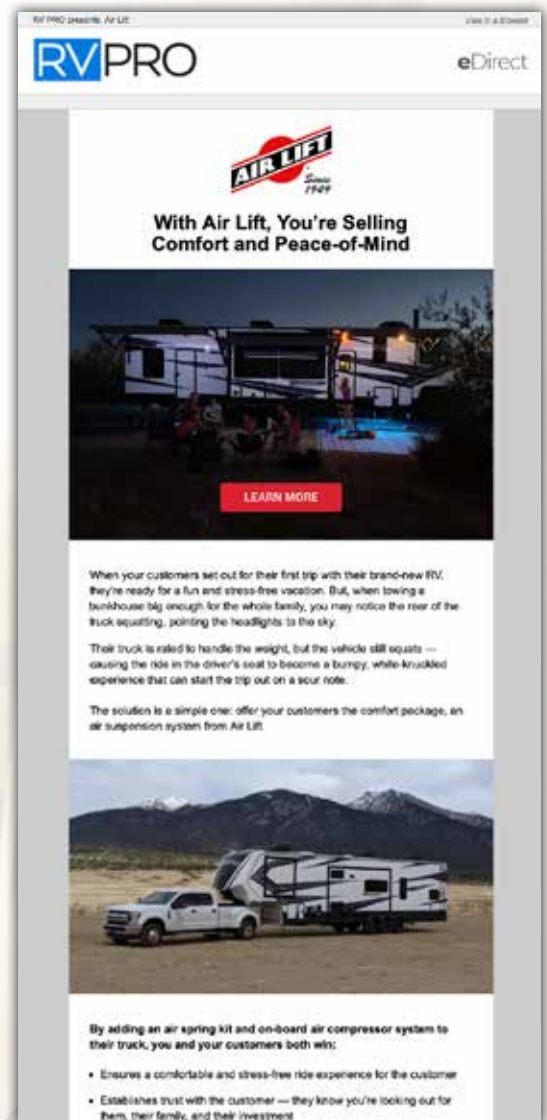 RV PRO presents: Air Lift
View in a Browser
RVPRO
eDirect
AIR LIFT
Since
1949
With Air Lift, You're Selling
Comfort and Peace-of-Mind
LEARN MORE
When your customers set out for their first trip with their brand-new RV,
they're ready for a fun and stress-free vacation. But, when towing a
bunkhouse big enough for the whole family, you may notice the rear of the
truck squatting, pointing the headlights to the sky.
Their truck is rated to handle the weight, but the vehicle still squats —
causing the ride in the driver's seat to become a bumpy, white-knuckled
experience that can start the trip out on a sour note.
The solution is a simple one: offer your customers the comfort package, an
air suspension system from Air Lift
By adding an air spring kit and on-board air compressor system to
their truck, you and your customers both win:
• Ensures a comfortable and stress-free ride experience for the customer
• Establishes trust with the customer — they know you're looking out for
them, their family, and their investment